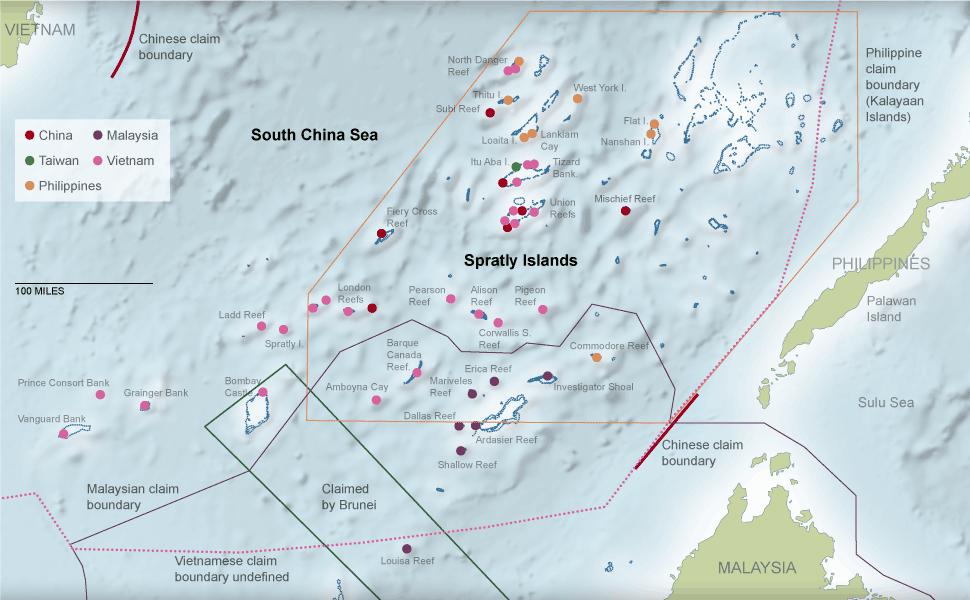 VIETNAM
Chinese claim
boundary
China
Malaysia
Taiwan
Vietnam
Philippines
South China Sea
North Danger
Reef
Thitu I.
Subi Reef
West York I.
Loaita I.
Lanklam
Cay
Flat I.
Nanshan I.
Itu Aba I.
Tizard
Bank.
Union
Reefs
Mischief Reef
Fiery Cross
Reef
Philippine
claim
boundary
(Kalayaan
Islands)
Spratly Islands
PHILIPPINES
Palawan
Island
100 MILES
London
Reefs
Pearson
Reef
Alison
Reef
Pigeon
Reef
Ladd Reef
Spratly I.
Corwallis S.
Reef
Barque
Canada
Reef.
Commodore Reef
Erica Reef
Prince Consort Bank
Grainger Bank
Bombay
Castle
Amboyna Cay
Mariveles
Reef
Investigator Shoal
Vanguard Bank
Dallas Reef
Ardasier Reef
Shallow Reef
Sulu Sea
Chinese claim
boundary
Malaysian claim
boundary
Claimed
by Brunei
Vietnamese claim
boundary undefined
Louisa Reef
MALAYSIA